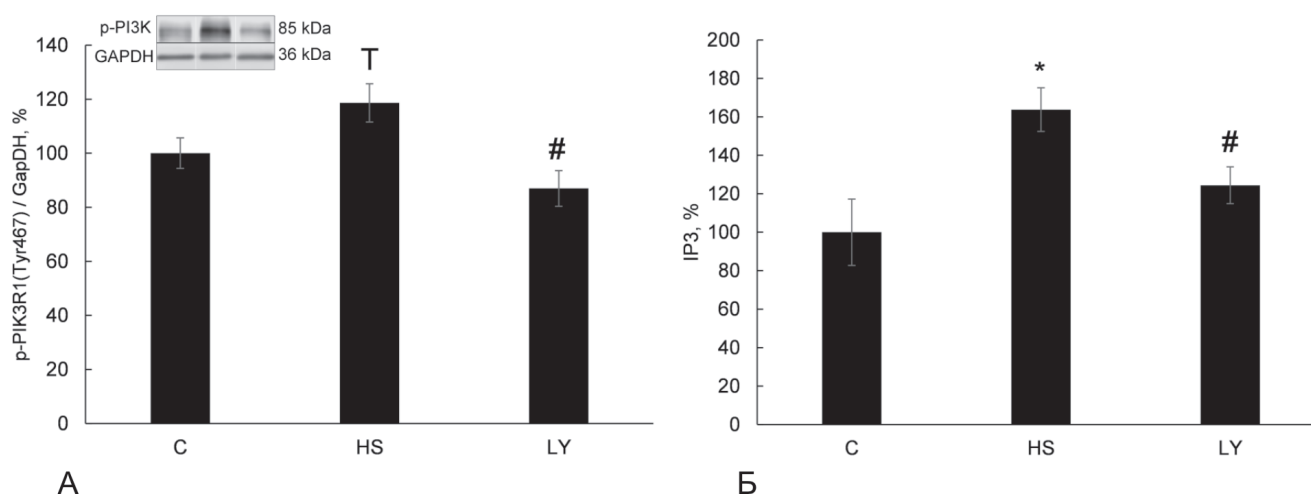 p-PI3K
85 kDa
GAPDH
36 kDa
p-PIK3R1(Tyr467) / GapDH, %
140
120
100
80
60
40
20
0
T
#
C HS LY
А
IP3, %
200
180
160
140
120
100
80
60
40
20
0
*
#
C HS LY
Б